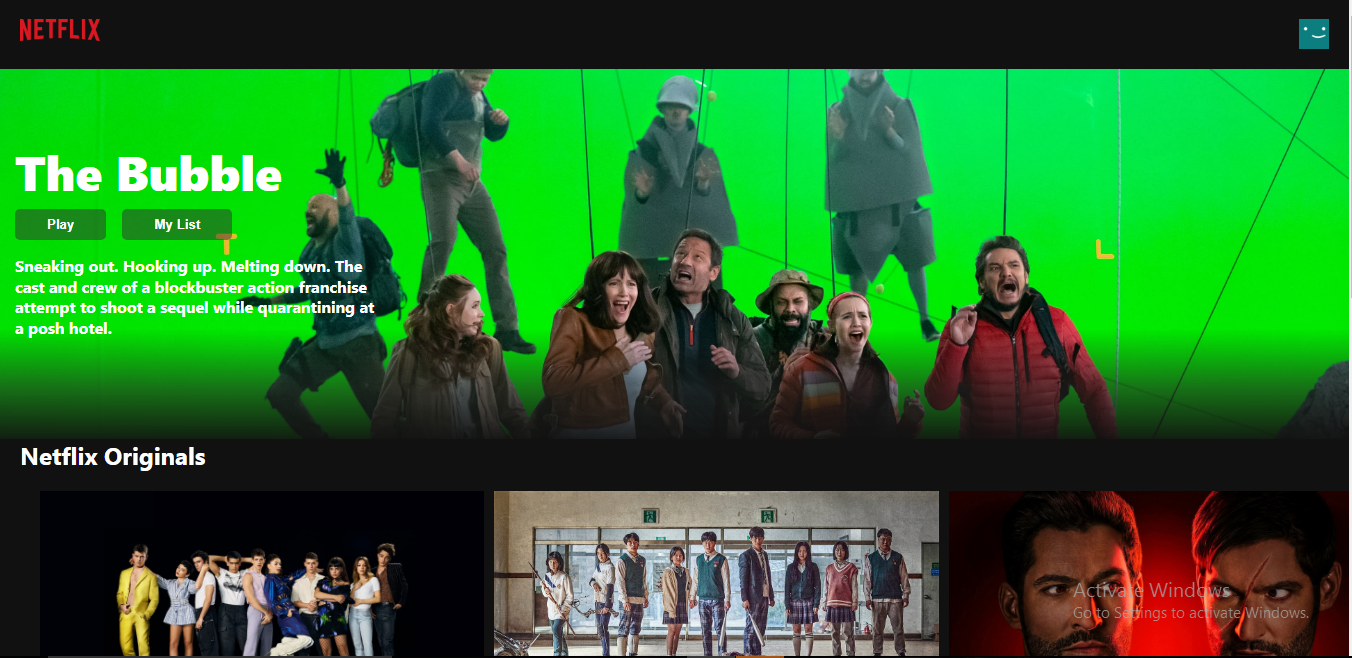 NETFLIX
The Bubble
Play
My List
Sneaking out. Hooking up. Melting down. The
cast and crew of a blockbuster action franchise
attempt to shoot a sequel while quarantining at
a posh hotel.
Netflix Originals
Activate Windows
Go to Settings to activate Windows.